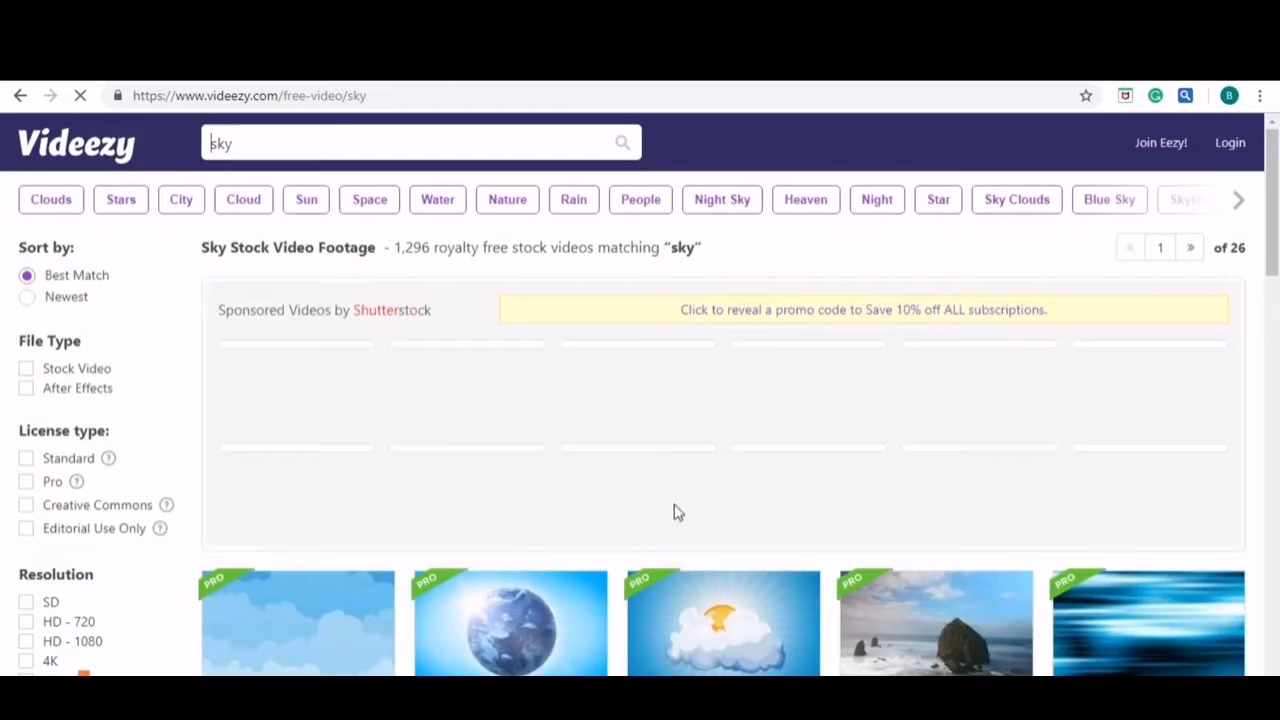 https://www.videezy.com/free-video/sky
B
Videezy
sky
Join Eezy!
Login
Clouds
Stars
City
Cloud
Sun
Space
Water
Nature
Rain
People
Night Sky
Heaven
Night
Star
Sky Clouds
Blue Sky
Sort by:
Best Match
Newest
Sky Stock Video Footage - 1,296 royalty free stock videos matching “sky”
« 1 » of 26
Sponsored Videos by Shutterstock
Click to reveal a promo code to Save 10% off ALL subscriptions.
File Type
Stock Video
After Effects
License type:
Standard ?
Pro ?
Creative Commons ?
Editorial Use Only ?
Resolution
SD
HD - 720
HD - 1080
4K
PRO
PRO
PRO
PRO
PRO